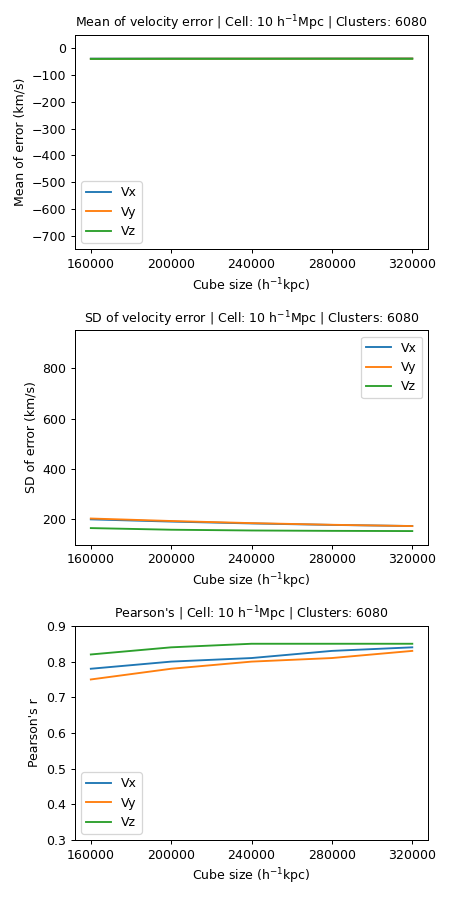 Mean of velocity error | Cell: 10 h⁻¹Mpc | Clusters: 6080
Mean of error (km/s)
0
−100
−200
−300
−400
−500
−600
−700
Vx
Vy
Vz
160000 200000 240000 280000 320000
Cube size (h⁻¹kpc)
SD of velocity error | Cell: 10 h⁻¹Mpc | Clusters: 6080
SD of error (km/s)
800
600
400
200
Vx
Vy
Vz
160000 200000 240000 280000 320000
Cube size (h⁻¹kpc)
Pearson's | Cell: 10 h⁻¹Mpc | Clusters: 6080
Pearson's r
0.9
0.8
0.7
0.6
0.5
0.4
0.3
Vx
Vy
Vz
160000 200000 240000 280000 320000
Cube size (h⁻¹kpc)